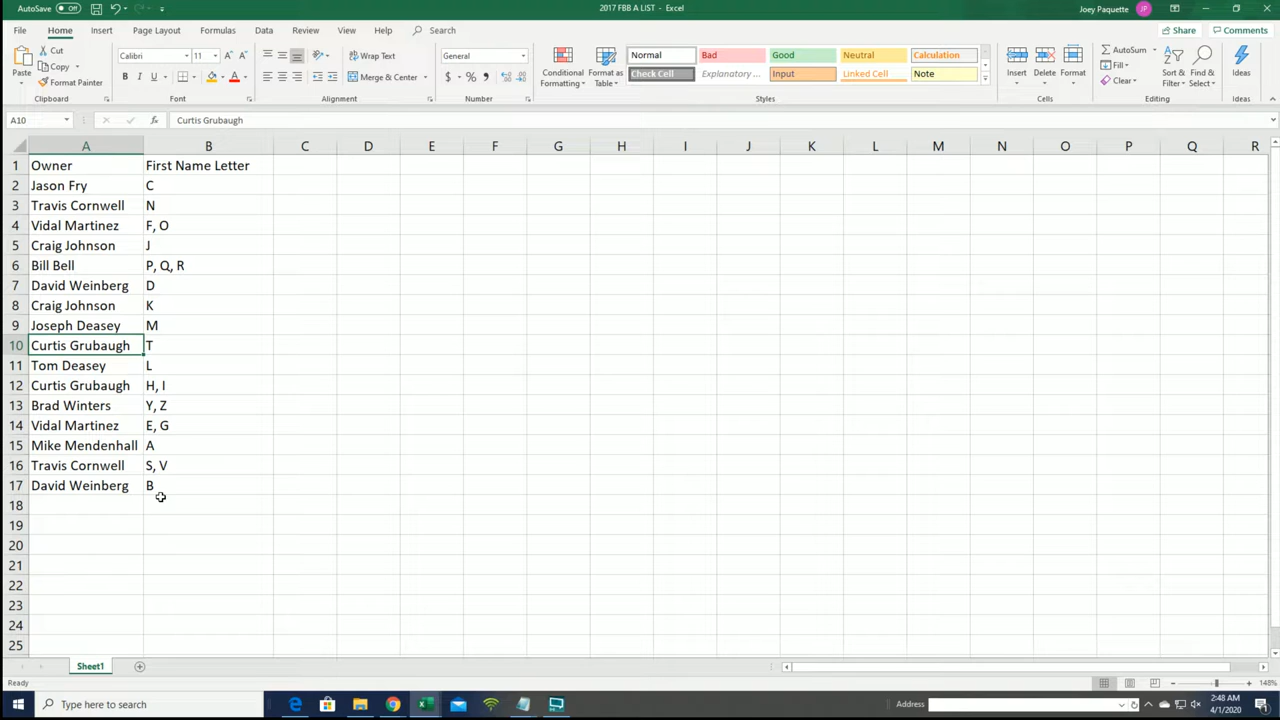 AutoSave Off 2017 FBB A LIST - Excel Joey Paquette JP
File Home Insert Page Layout Formulas Data Review View Help Search Share Comments
Paste Cut Copy Format Painter Clipboard
Calibri 11 A A B I U A Font
Wrap Text Merge & Center Alignment
General $ % , Number
Conditional Formatting Format as Table
Normal Bad Good Neutral Calculation
Check Cell Explanatory ... Input Linked Cell Note
Styles
Insert Delete Format Cells
AutoSum Fill Clear Sort & Filter Find & Select Editing
Ideas Ideas
A10 fx Curtis Grubaugh
A B C D E F G H I J K L M N O P Q R
1 Owner First Name Letter
2 Jason Fry C
3 Travis Cornwell N
4 Vidal Martinez F, O
5 Craig Johnson J
6 Bill Bell P, Q, R
7 David Weinberg D
8 Craig Johnson K
9 Joseph Deasey M
10 Curtis Grubaugh T
11 Tom Deasey L
12 Curtis Grubaugh H, I
13 Brad Winters Y, Z
14 Vidal Martinez E, G
15 Mike Mendenhall A
16 Travis Cornwell S, V
17 David Weinberg B
18
19
20
21
22
23
24
25
Sheet1
Ready 148%
Type here to search Address 2:48 AM
4/1/2020